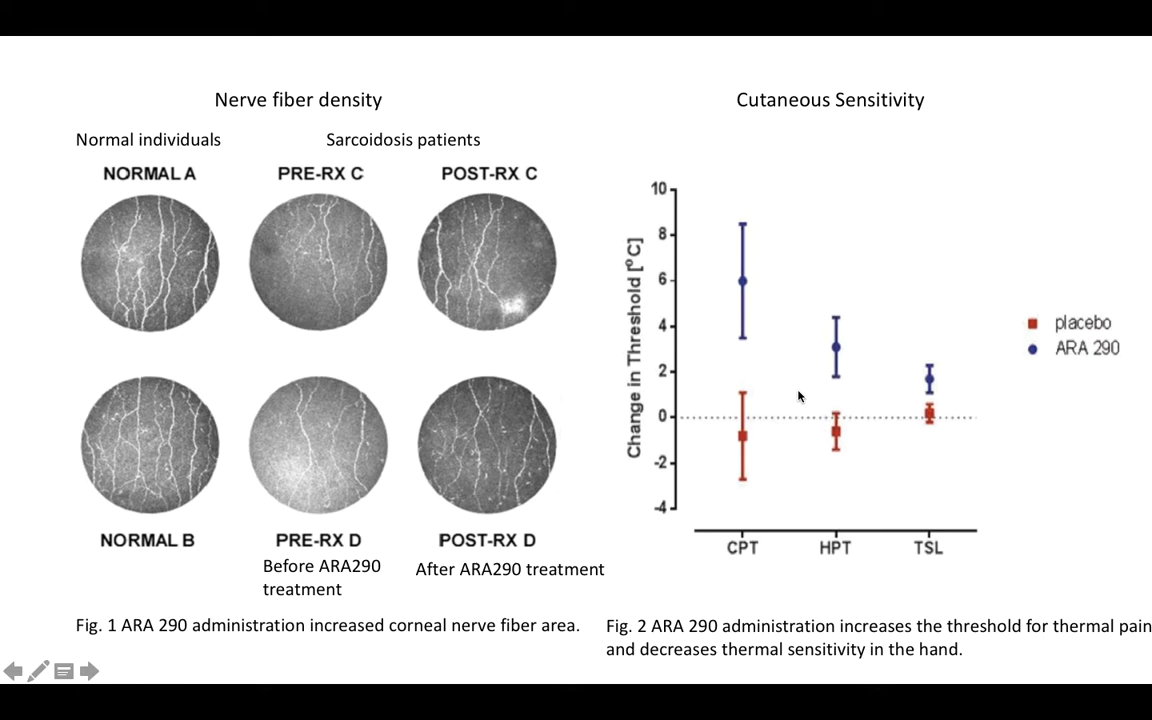 Nerve fiber density
Normal individuals
Sarcoidosis patients
NORMAL A
PRE-RX C
POST-RX C
NORMAL B
PRE-RX D
POST-RX D
Before ARA290
treatment
After ARA290 treatment
Fig. 1 ARA 290 administration increased corneal nerve fiber area.
Cutaneous Sensitivity
Change in Threshold [°C]
10
8
6
4
2
0
-2
-4
CPT
HPT
TSL
placebo
ARA 290
Fig. 2 ARA 290 administration increases the threshold for thermal pain
and decreases thermal sensitivity in the hand.